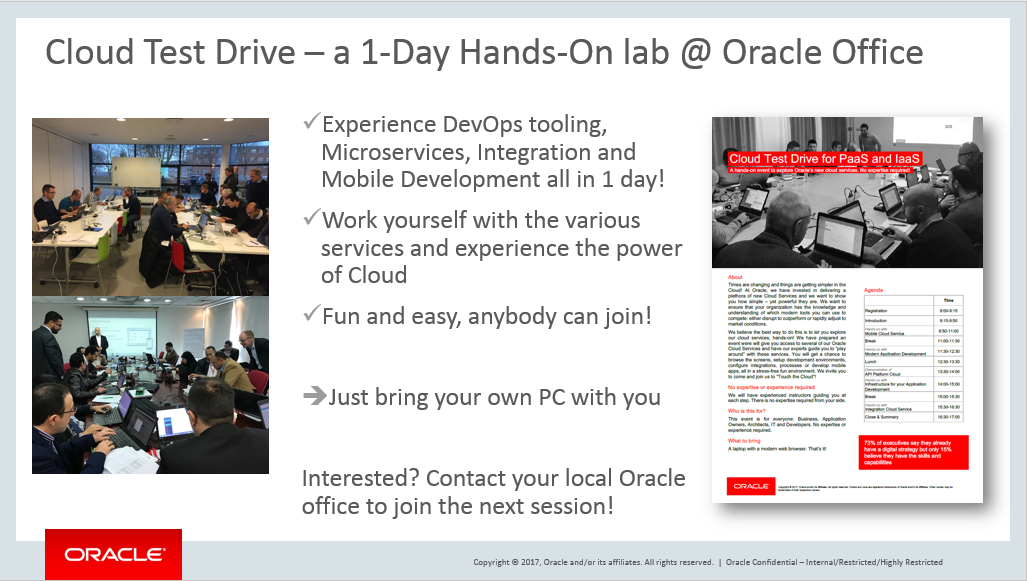 Cloud Test Drive – a 1-Day Hands-On lab @ Oracle Office
✓Experience DevOps tooling,
Microservices, Integration and
Mobile Development all in 1 day!
✓Work yourself with the various
services and experience the power
of Cloud
✓Fun and easy, anybody can join!
➔Just bring your own PC with you
Interested? Contact your local Oracle
office to join the next session!
Cloud Test Drive for PaaS and IaaS
A hands-on event to explore Oracle's new cloud services. No expertise required!
About
Times are changing and things are getting simpler in the
Cloud! At Oracle, we have invested in delivering a
plethora of new Cloud Services and we want to show
you how simple – yet powerful they are. We want to
ensure that your organization has the knowledge and
understanding of which modern tools you can use to
compete: either disrupt to outperform or rapidly adjust to
market conditions.
We believe the best way to do this is to let you explore
our cloud services, hands-on! We have prepared an
event were will give you access to several of our Oracle
Cloud Services and have our experts guide you to "play
around" with these services. You will get a chance to
browse the screens, setup development environments,
configure integrations, processes or develop mobile
apps, all in a stress-free fun environment. We invite you
to come and join us to "Touch the Cloud"!
No expertise or experience required
We will have experienced instructors guiding you at
each step. There is no expertise required from your side.
Who is this for?
This event is for everyone: Business, Application
Owners, Architects, IT and Developers. No expertise or
experience required.
What to bring
A laptop with a modern web browser. That's it!
Agenda
Time
Registration 9:00-9:15
Introduction 9:15-9:50
Hands-on with
Mobile Cloud Service 9:50-11:00
Break 11:00-11:30
Hands-on with
Modern Application Development 11:30-12:30
Lunch 12:30-13:30
Demonstration of
API Platform Cloud 13:30-14:00
Hands-on with
Infrastructure for your Application
Development 14:00-15:00
Break 15:00-15:30
Hands-on with
Integration Cloud Service 15:30-16:30
Close & Summary 16:30-17:00
73% of executives say they already
have a digital strategy but only 15%
believe they have the skills and
capabilities
ORACLE
ORACLE
Copyright © 2017, Oracle and/or its affiliates. All rights reserved. | Oracle Confidential – Internal/Restricted/Highly Restricted